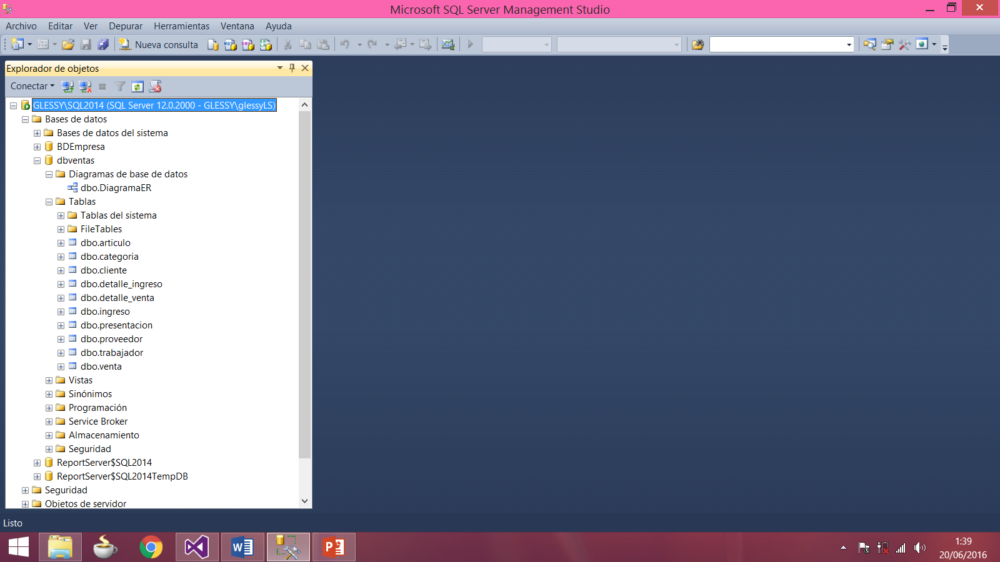 Microsoft SQL Server Management Studio
Archivo Editar Ver Depurar Herramientas Ventana Ayuda
Nueva consulta
Explorador de objetos
Conectar
GLESSY\SQL2014 (SQL Server 12.0.2000 - GLESSY\glessyLS)
Bases de datos
Bases de datos del sistema
BDEmpresa
dbventas
Diagramas de base de datos
dbo.DiagramaER
Tablas
Tablas del sistema
FileTables
dbo.articulo
dbo.categoria
dbo.cliente
dbo.detalle_ingreso
dbo.detalle_venta
dbo.ingreso
dbo.presentacion
dbo.proveedor
dbo.trabajador
dbo.venta
Vistas
Sinónimos
Programación
Service Broker
Almacenamiento
Seguridad
ReportServer$SQL2014
ReportServer$SQL2014TempDB
Seguridad
Objetos de servidor
Listo
1:39
20/06/2016